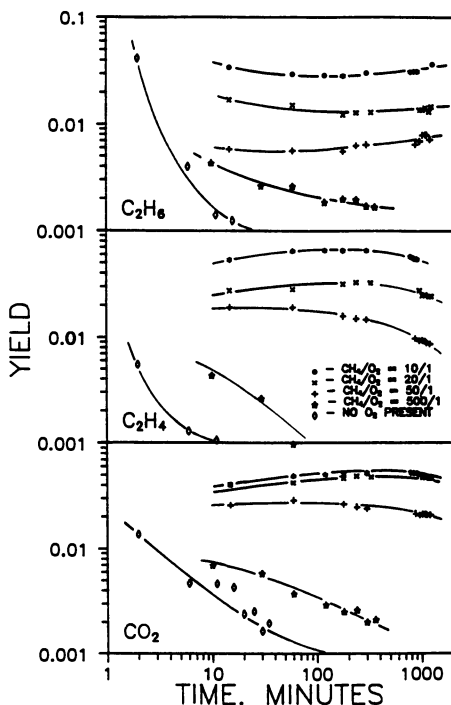 0.1
0.01
C₂H₆
0.001
YIELD
0.01
CH₄/O₂ = 10/1
CH₄/O₂ = 20/1
CH₄/O₂ = 50/1
CH₄/O₂ = 500/1
NO O₂ PRESENT
C₂H₄
0.001
0.01
CO₂
0.001
1 10 100 1000
TIME, MINUTES